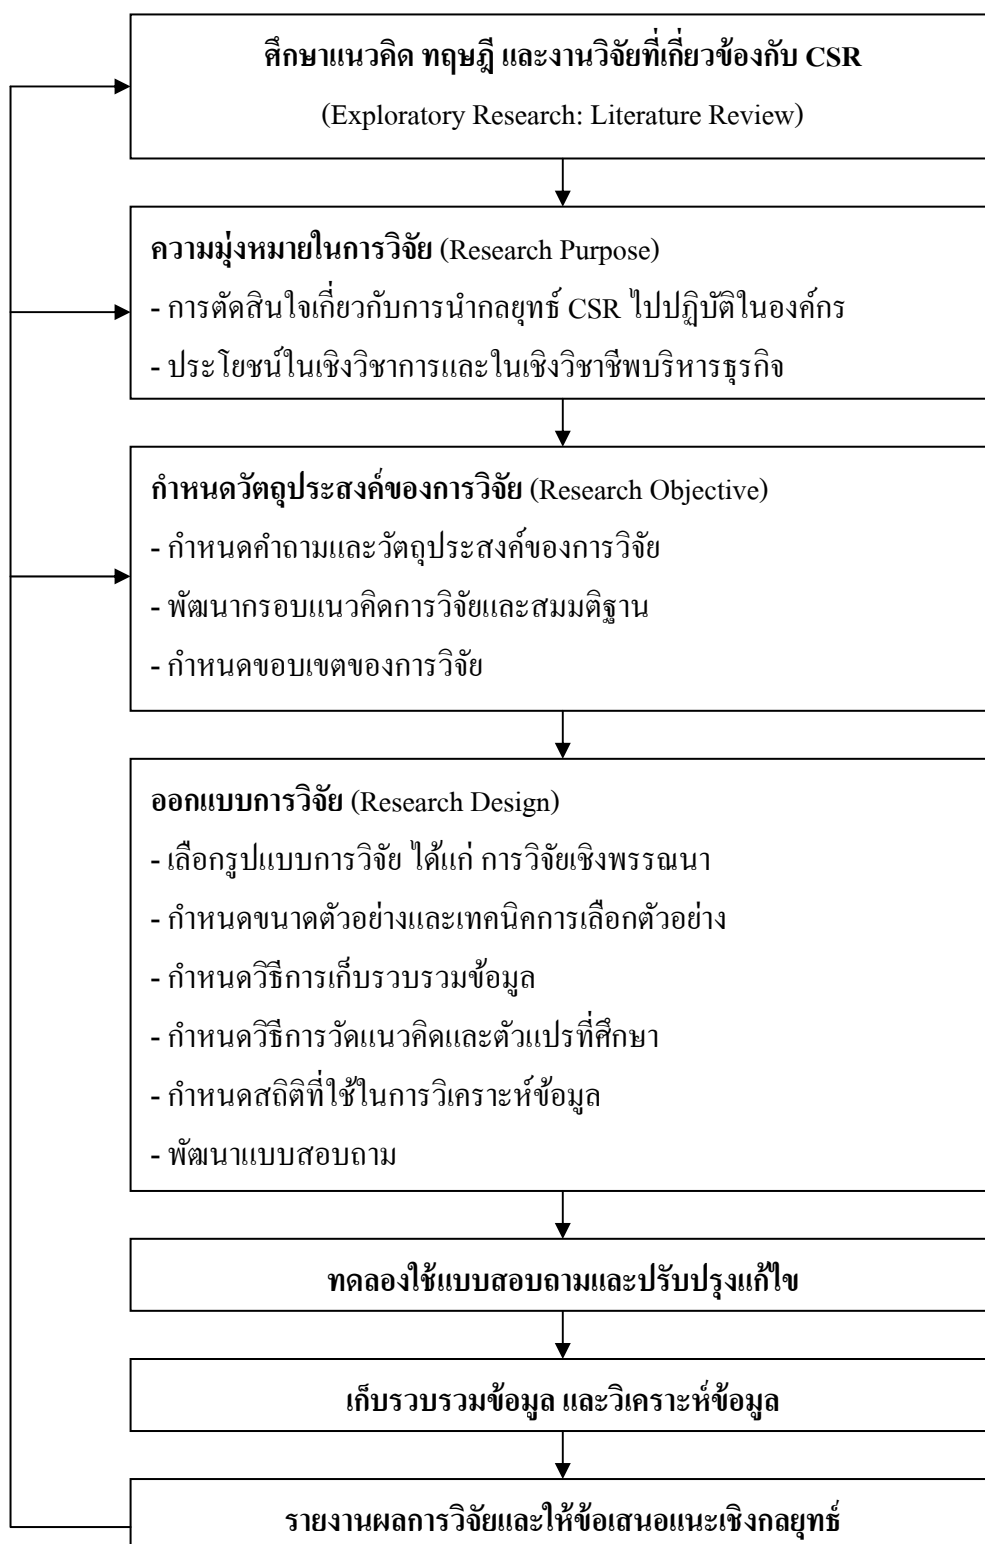 ศึกษาแนวคิด ทฤษฎี และงานวิจัยที่เกี่ยวข้องกับ CSR
(Exploratory Research: Literature Review)
ความมุ่งหมายในการวิจัย (Research Purpose)
- การตัดสินใจเกี่ยวกับการนำกลยุทธ์ CSR ไปปฏิบัติในองค์กร
- ประโยชน์ในเชิงวิชาการและในเชิงวิชาชีพบริหารธุรกิจ
กำหนดวัตถุประสงค์ของการวิจัย (Research Objective)
- กำหนดคำถามและวัตถุประสงค์ของการวิจัย
- พัฒนากรอบแนวคิดการวิจัยและสมมติฐาน
- กำหนดขอบเขตของการวิจัย
ออกแบบการวิจัย (Research Design)
- เลือกรูปแบบการวิจัย ได้แก่ การวิจัยเชิงพรรณนา
- กำหนดขนาดตัวอย่างและเทคนิคการเลือกตัวอย่าง
- กำหนดวิธีการเก็บรวบรวมข้อมูล
- กำหนดวิธีการวัดแนวคิดและตัวแปรที่ศึกษา
- กำหนดสถิติที่ใช้ในการวิเคราะห์ข้อมูล
- พัฒนาแบบสอบถาม
ทดลองใช้แบบสอบถามและปรับปรุงแก้ไข
เก็บรวบรวมข้อมูล และวิเคราะห์ข้อมูล
รายงานผลการวิจัยและให้ข้อเสนอแนะเชิงกลยุทธ์